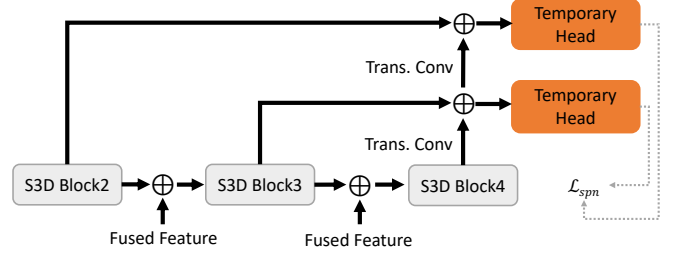 Temporary
Head
Trans. Conv
Temporary
Head
Trans. Conv
S3D Block2
S3D Block3
S3D Block4
ℒspn
Fused Feature
Fused Feature